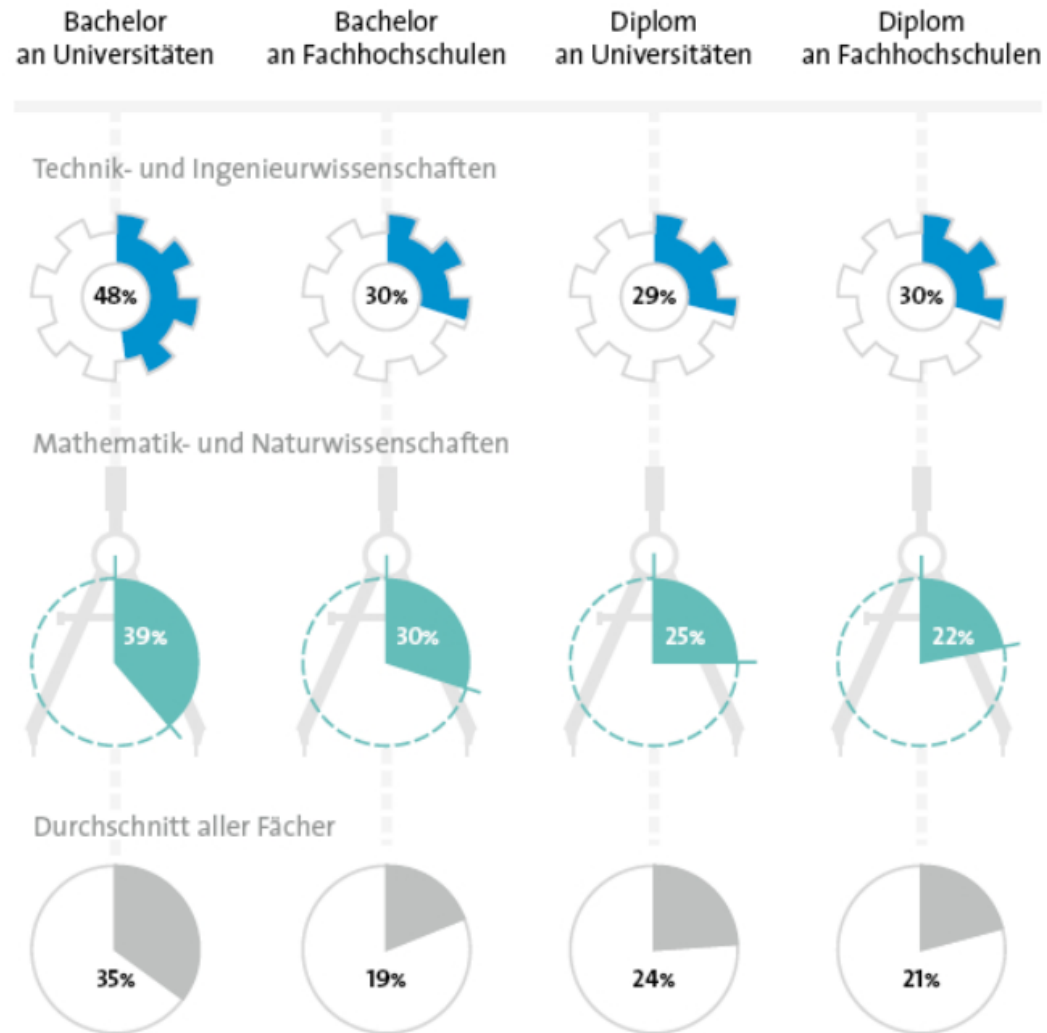 Bachelor
an Universitäten
Bachelor
an Fachhochschulen
Diplom
an Universitäten
Diplom
an Fachhochschulen
Technik- und Ingenieurwissenschaften
48%
30%
29%
30%
Mathematik- und Naturwissenschaften
39%
30%
25%
22%
Durchschnitt aller Fächer
35%
19%
24%
21%